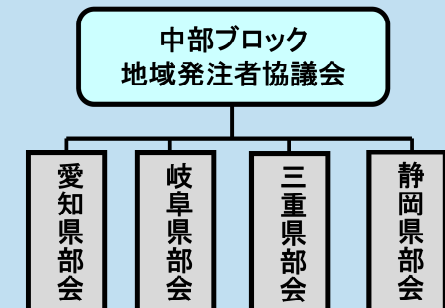 中部ブロック
地域発注者協議会
愛知県部会
岐阜県部会
三重県部会
静岡県部会